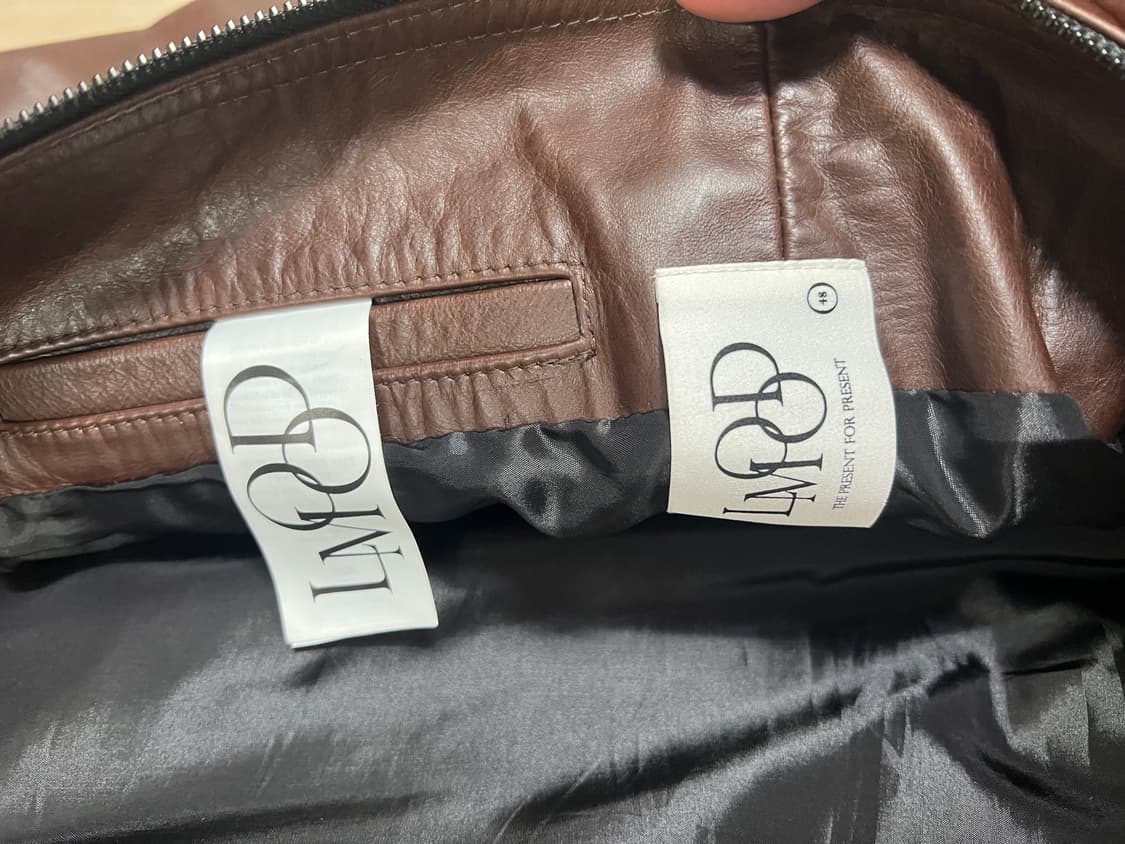 LMOOD
LMOOD
THE PRESENT FOR PRESENT
48